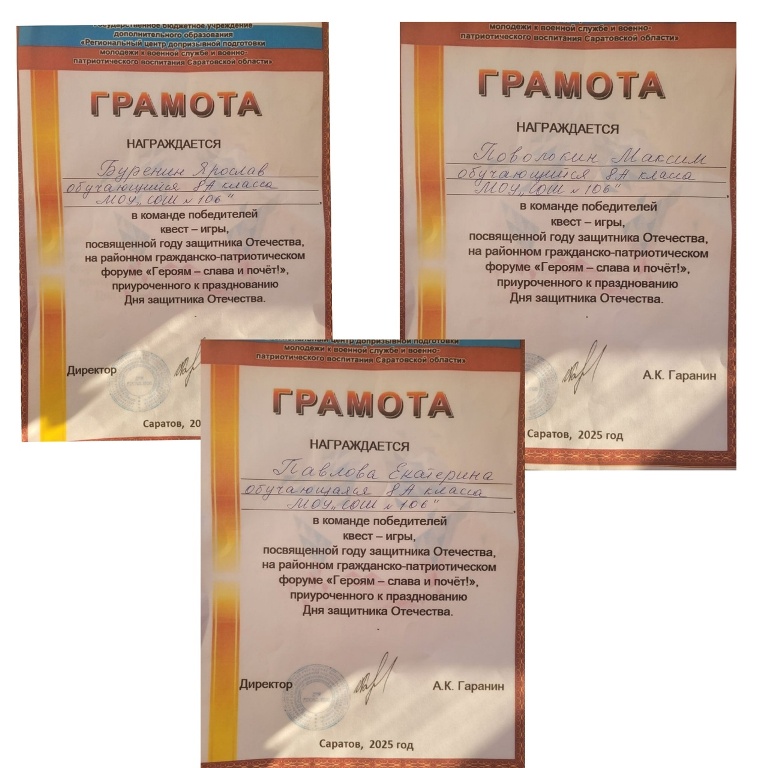 Государственное бюджетное учреждение
дополнительного образования
«Региональный центр допризывной подготовки
молодежи к военной службе и военно-
патриотического воспитания Саратовской области»
ГРАМОТА
НАГРАЖДАЕТСЯ
Буренин Ярослав
обучающийся 8А класса
МОУ „СОШ № 106"
в команде победителей
квест – игры,
посвященной году защитника Отечества,
на районном гражданско-патриотическом
форуме «Героям – слава и почёт!»,
приуроченного к празднованию
Дня защитника Отечества.
Директор
Саратов, 20
молодежи к военной службе и военно-
патриотического воспитания Саратовской области»
ГРАМОТА
НАГРАЖДАЕТСЯ
Поволокин Максим
обучающийся 8А класса
МОУ „СОШ № 106"
в команде победителей
квест – игры,
посвященной году защитника Отечества,
на районном гражданско-патриотическом
форуме «Героям – слава и почёт!»,
приуроченного к празднованию
Дня защитника Отечества.
А.К. Гаранин
Саратов, 2025 год
центр допризывной подготовки
молодежи к военной службе и военно-
патриотического воспитания Саратовской области»
ГРАМОТА
НАГРАЖДАЕТСЯ
Павлова Екатерина
обучающаяся 8А класса
МОУ „СОШ № 106"
в команде победителей
квест – игры,
посвященной году защитника Отечества,
на районном гражданско-патриотическом
форуме «Героям – слава и почёт!»,
приуроченного к празднованию
Дня защитника Отечества.
Директор А.К. Гаранин
Саратов, 2025 год